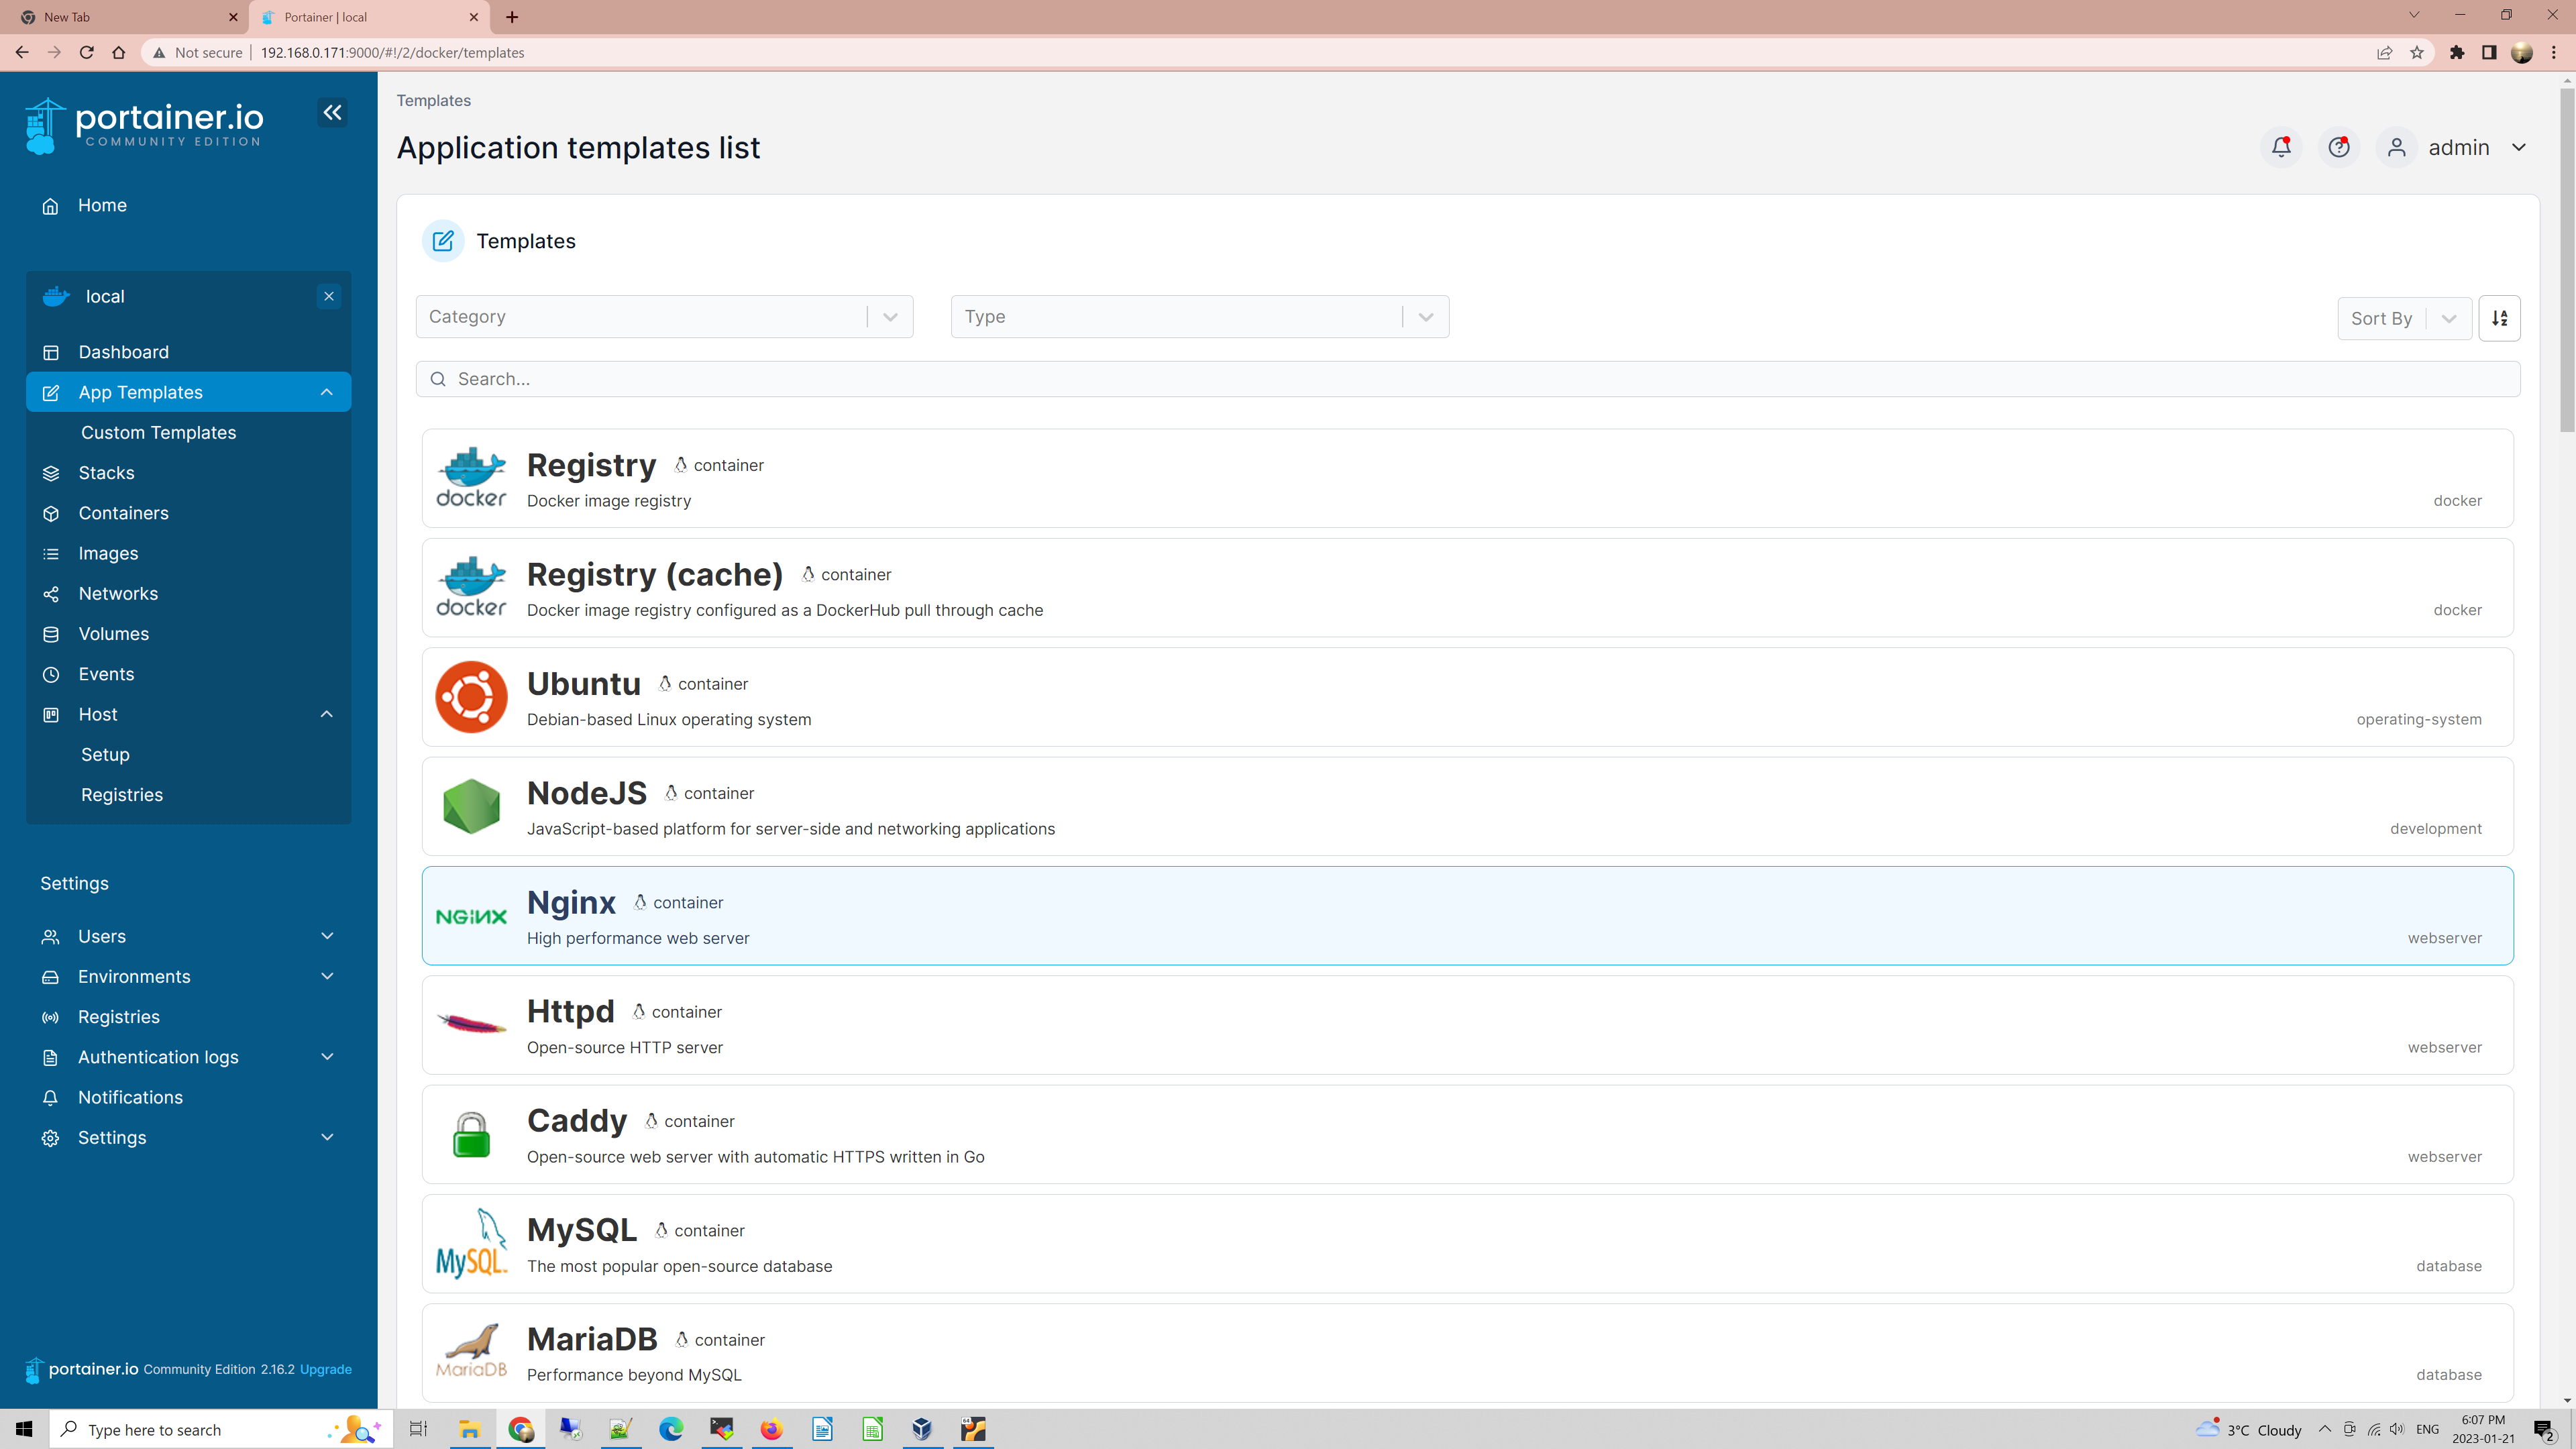 New Tab
Portainer | local
Not secure
192.168.0.171:9000/#!/2/docker/templates
portainer.io
COMMUNITY EDITION
Home
local
Dashboard
App Templates
Custom Templates
Stacks
Containers
Images
Networks
Volumes
Events
Host
Setup
Registries
Settings
Users
Environments
Registries
Authentication logs
Notifications
Settings
portainer.io Community Edition 2.16.2 Upgrade
Templates
Application templates list
admin
Templates
Category
Type
Sort By
Search...
docker
Registry container
Docker image registry
docker
docker
Registry (cache) container
Docker image registry configured as a DockerHub pull through cache
docker
Ubuntu container
Debian-based Linux operating system
operating-system
NodeJS container
JavaScript-based platform for server-side and networking applications
development
NGINX
Nginx container
High performance web server
webserver
Httpd container
Open-source HTTP server
webserver
Caddy container
Open-source web server with automatic HTTPS written in Go
webserver
MySQL
MySQL container
The most popular open-source database
database
MariaDB
MariaDB container
Performance beyond MySQL
database
Type here to search
3°C Cloudy
ENG
6:07 PM
2023-01-21
2